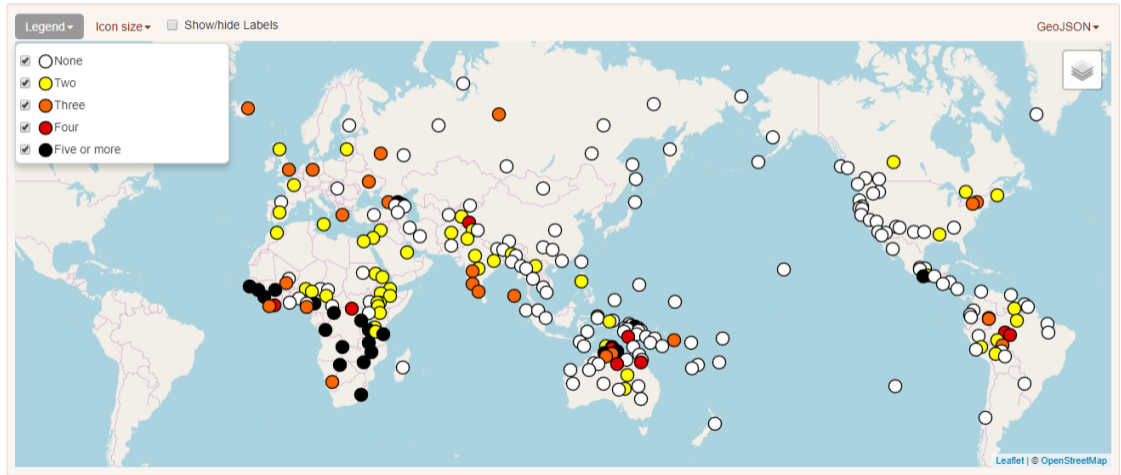 Legend Icon size Show/hide Labels GeoJSON
None
Two
Three
Four
Five or more
Leaflet | © OpenStreetMap